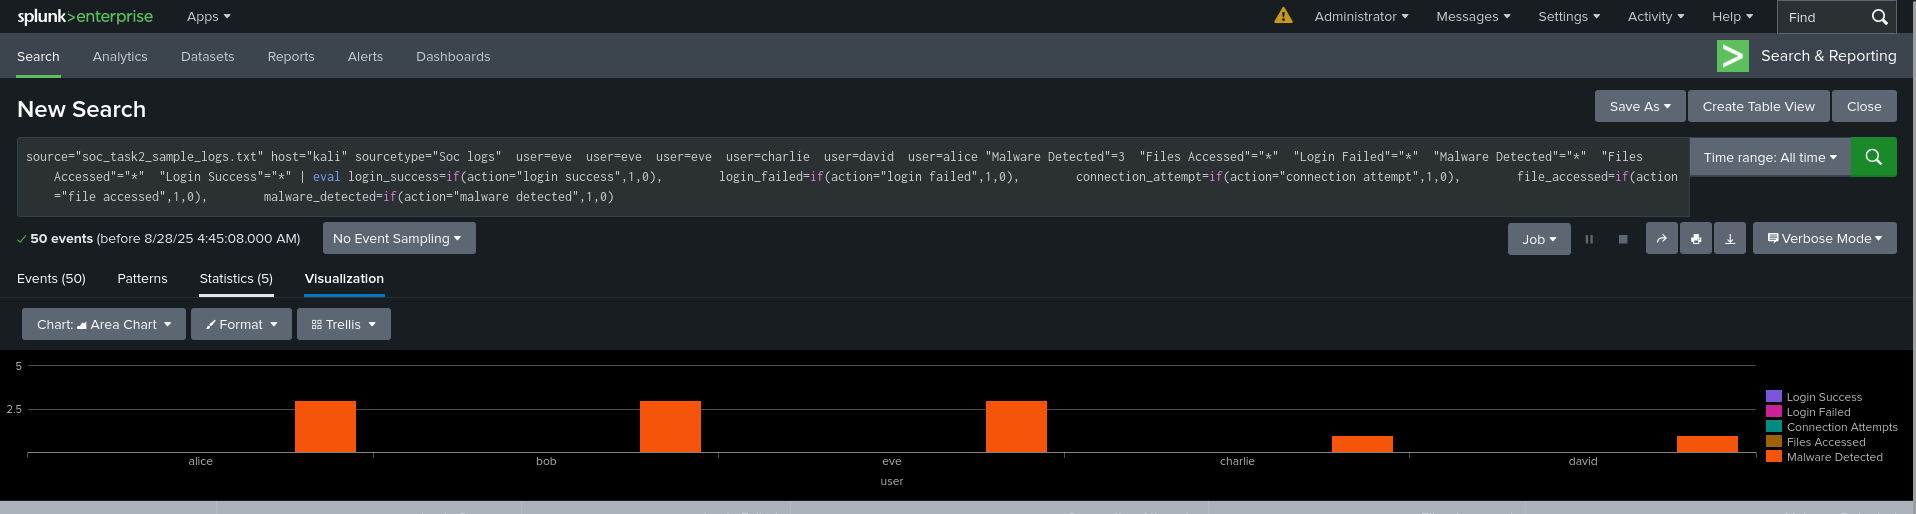 splunk>enterprise Apps Administrator Messages Settings Activity Help Find
Search Analytics Datasets Reports Alerts Dashboards Search & Reporting
New Search Save As Create Table View Close
source="soc_task2_sample_logs.txt" host="kali" sourcetype="Soc logs" user=eve user=eve user=eve user=charlie user=david user=alice "Malware Detected"=3 "Files Accessed"="*" "Login Failed"="*" "Malware Detected"="*" "Files
Accessed"="*" "Login Success"="*" | eval login_success=if(action="login success",1,0), login_failed=if(action="login failed",1,0), connection_attempt=if(action="connection attempt",1,0), file_accessed=if(action
="file accessed",1,0), malware_detected=if(action="malware detected",1,0)
Time range: All time
50 events (before 8/28/25 4:45:08.000 AM) No Event Sampling Job Verbose Mode
Events (50) Patterns Statistics (5) Visualization
Chart: Area Chart Format Trellis
5
2.5
alice bob eve charlie david
user
Login Success
Login Failed
Connection Attempts
Files Accessed
Malware Detected